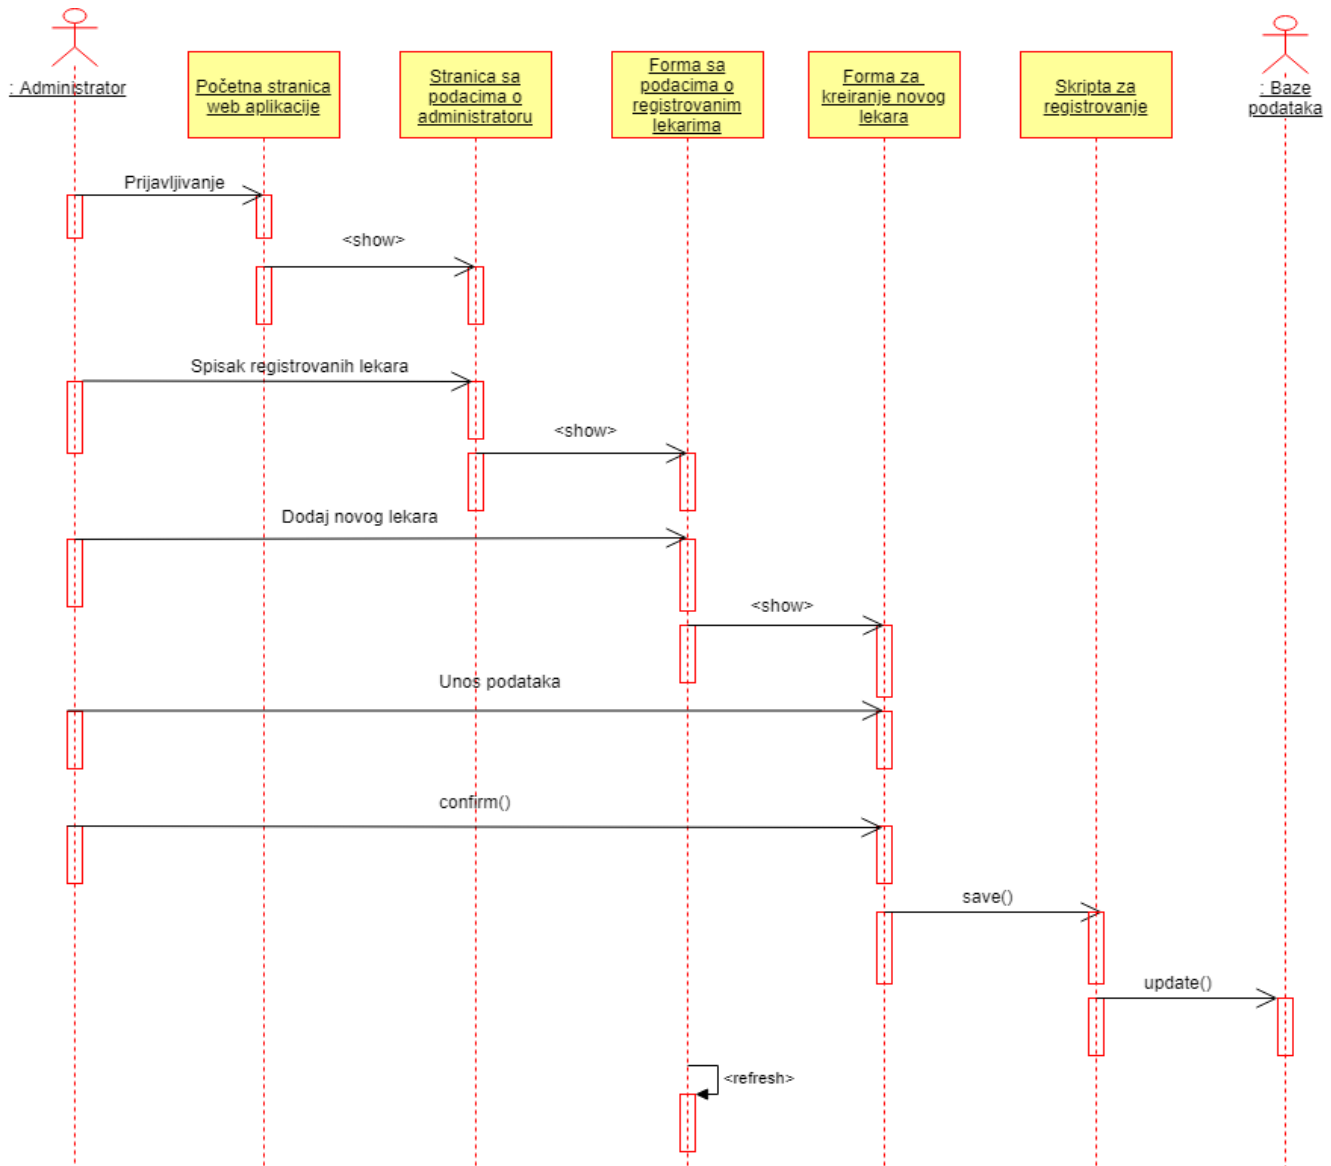 : Administrator
Početna stranica
web aplikacije
Stranica sa
podacima o
administratoru
Forma sa
podacima o
registrovanim
lekarima
Forma za
kreiranje novog
lekara
Skripta za
registrovanje
: Baze
podataka
Prijavljivanje
<show>
Spisak registrovanih lekara
<show>
Dodaj novog lekara
<show>
Unos podataka
confirm()
save()
update()
<refresh>